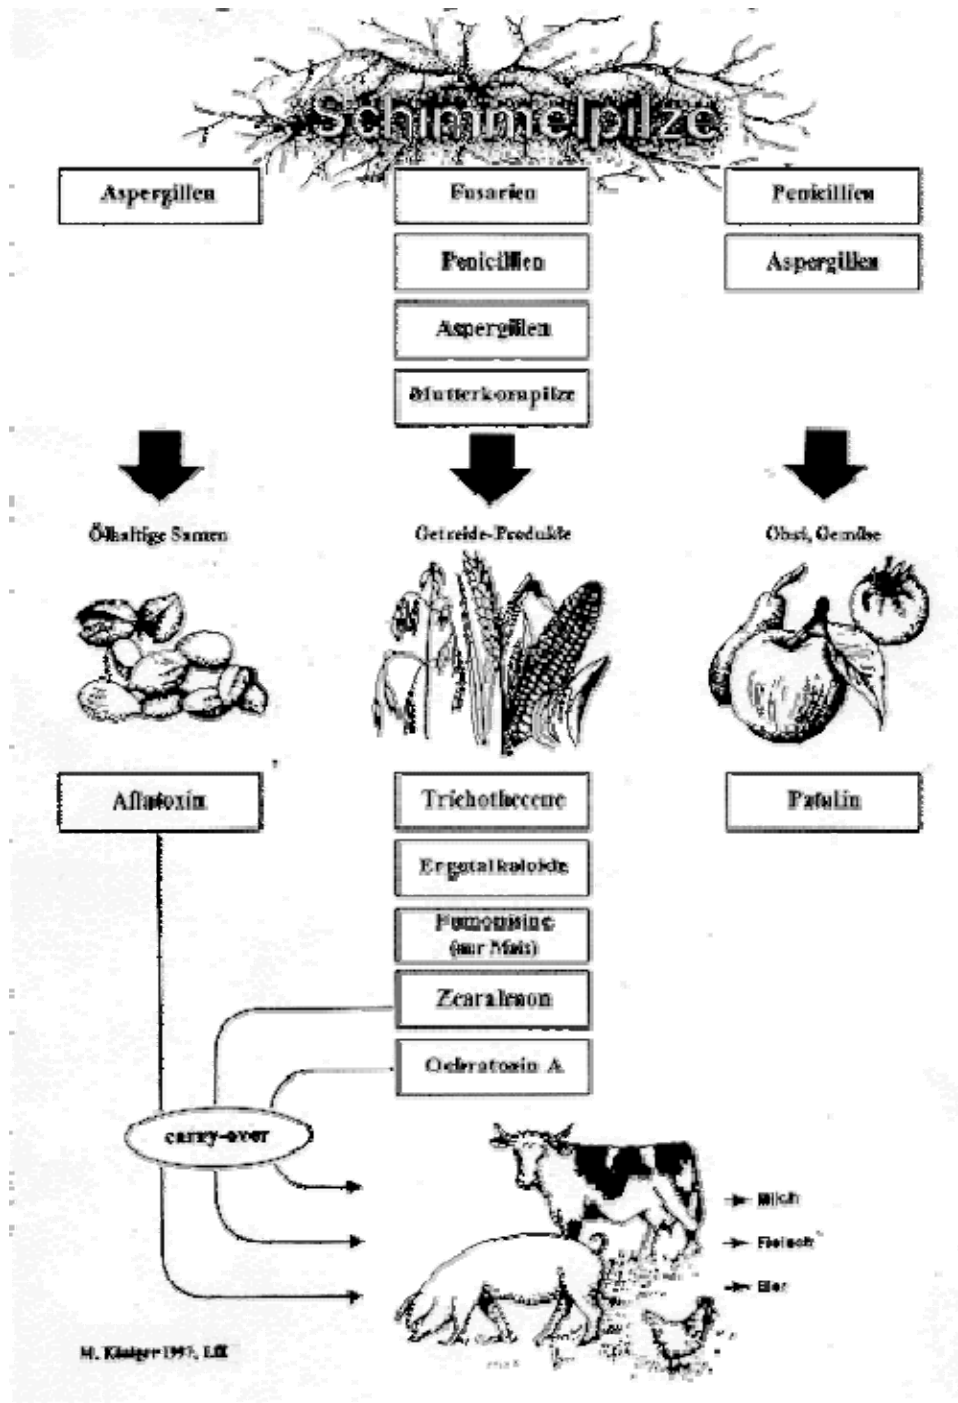 Schimmelpilze
Aspergillen
Fusarien
Penicillien
Penicillien
Aspergillen
Aspergillen
Mutterkornpilze
Ölhaltige Samen
Getreide-Produkte
Obst, Gemüse
Aflatoxin
Trichothecene
Patulin
Ergotalkaloide
Fumonisine
(nur Mais)
Zearalenon
Ochratoxin A
carry-over
Milch
Fleisch
Eier
1997,